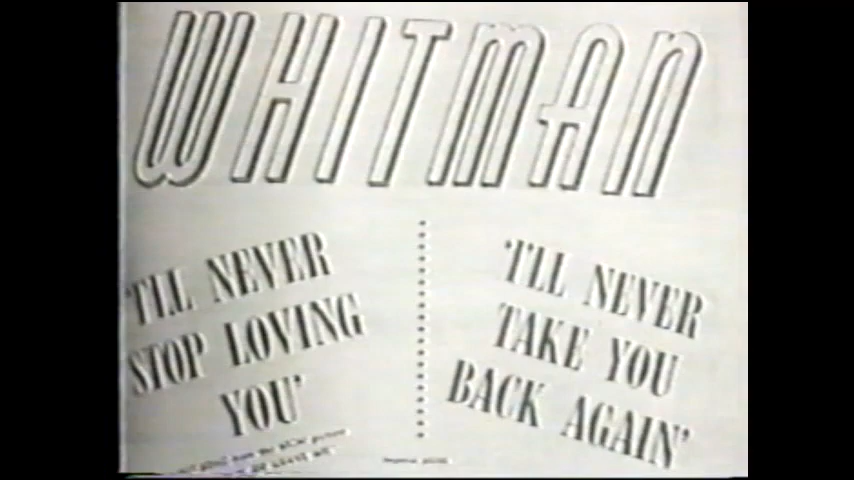 WHITMAN
'I'LL NEVER
STOP LOVING
YOU'
'I'LL NEVER
TAKE YOU
BACK AGAIN'